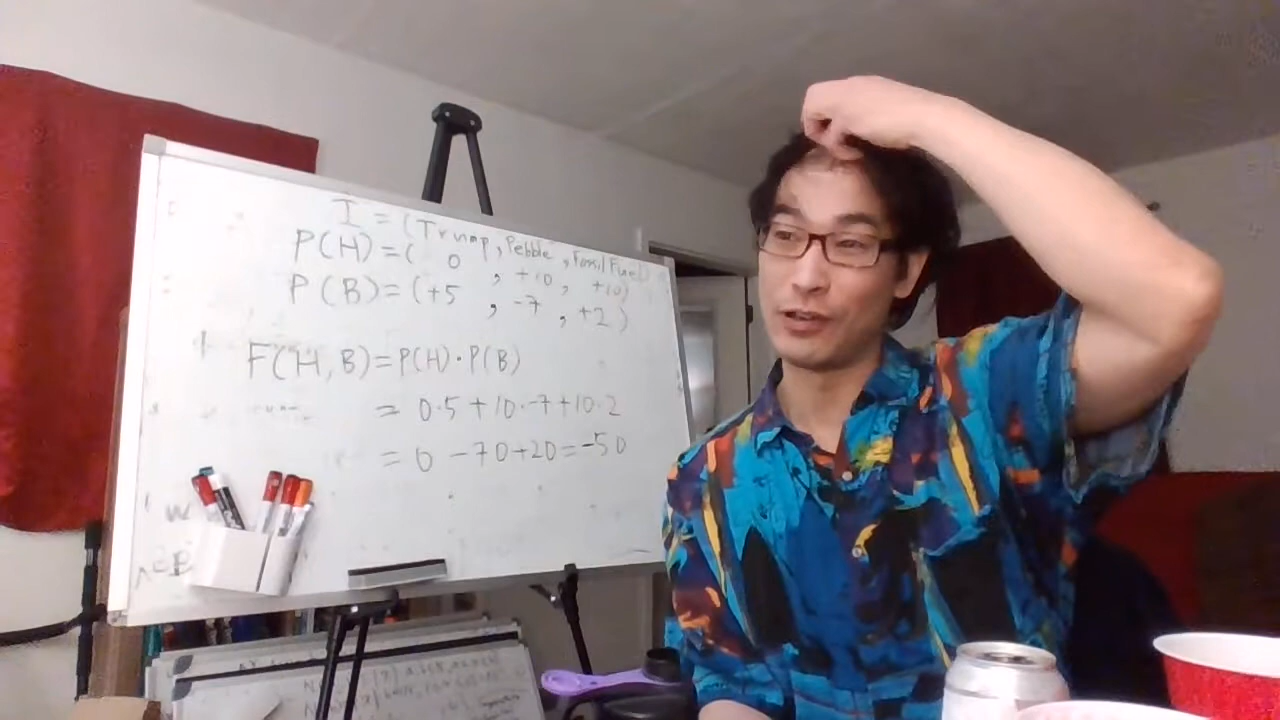 I = (Trump, Pebble, Fossil Fuel)
P(H)=( 0 , +10, +10)
P(B)=(+5 , -7 , +2)
F(H,B)=P(H)·P(B)
= 0·5+10·-7+10·2
= 0 -70+20=-50